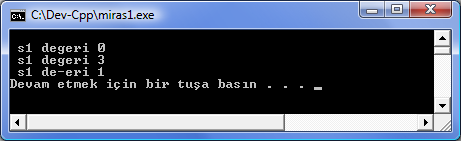 C:\Dev-Cpp\miras1.exe
s1 degeri 0
s1 degeri 3
s1 de-eri 1
Devam etmek için bir tuşa basın . . .